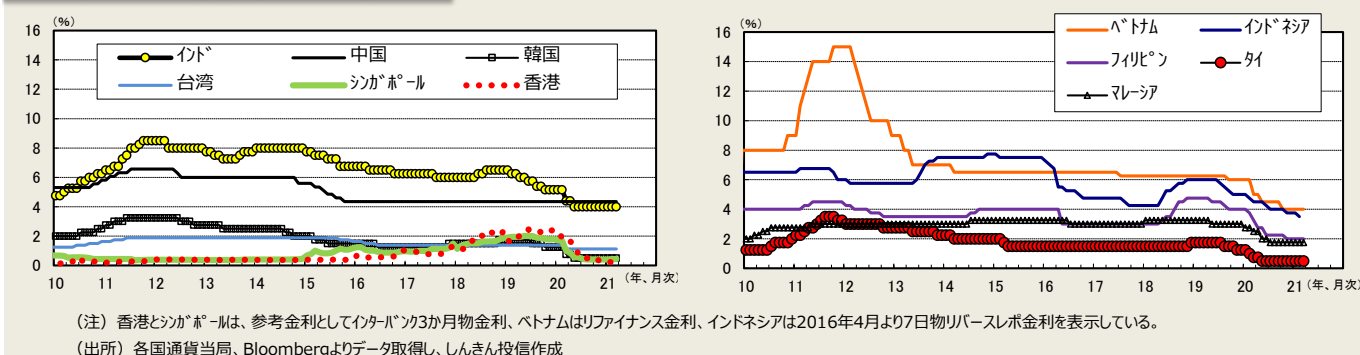 (%)
16
14
12
10
8
6
4
2
0
インド 中国 韓国
台湾 シンガポール 香港
10 11 12 13 14 15 16 17 18 19 20 21 (年、月次)
(%)
16
14
12
10
8
6
4
2
0
ベトナム インドネシア
フィリピン タイ
マレーシア
10 11 12 13 14 15 16 17 18 19 20 21 (年、月次)
(注) 香港とシンガポールは、参考金利としてインターバンク3か月物金利、ベトナムはリファイナンス金利、インドネシアは2016年4月より7日物リバースレポ金利を表示している。
(出所) 各国通貨当局、Bloombergよりデータ取得し、しんきん投信作成